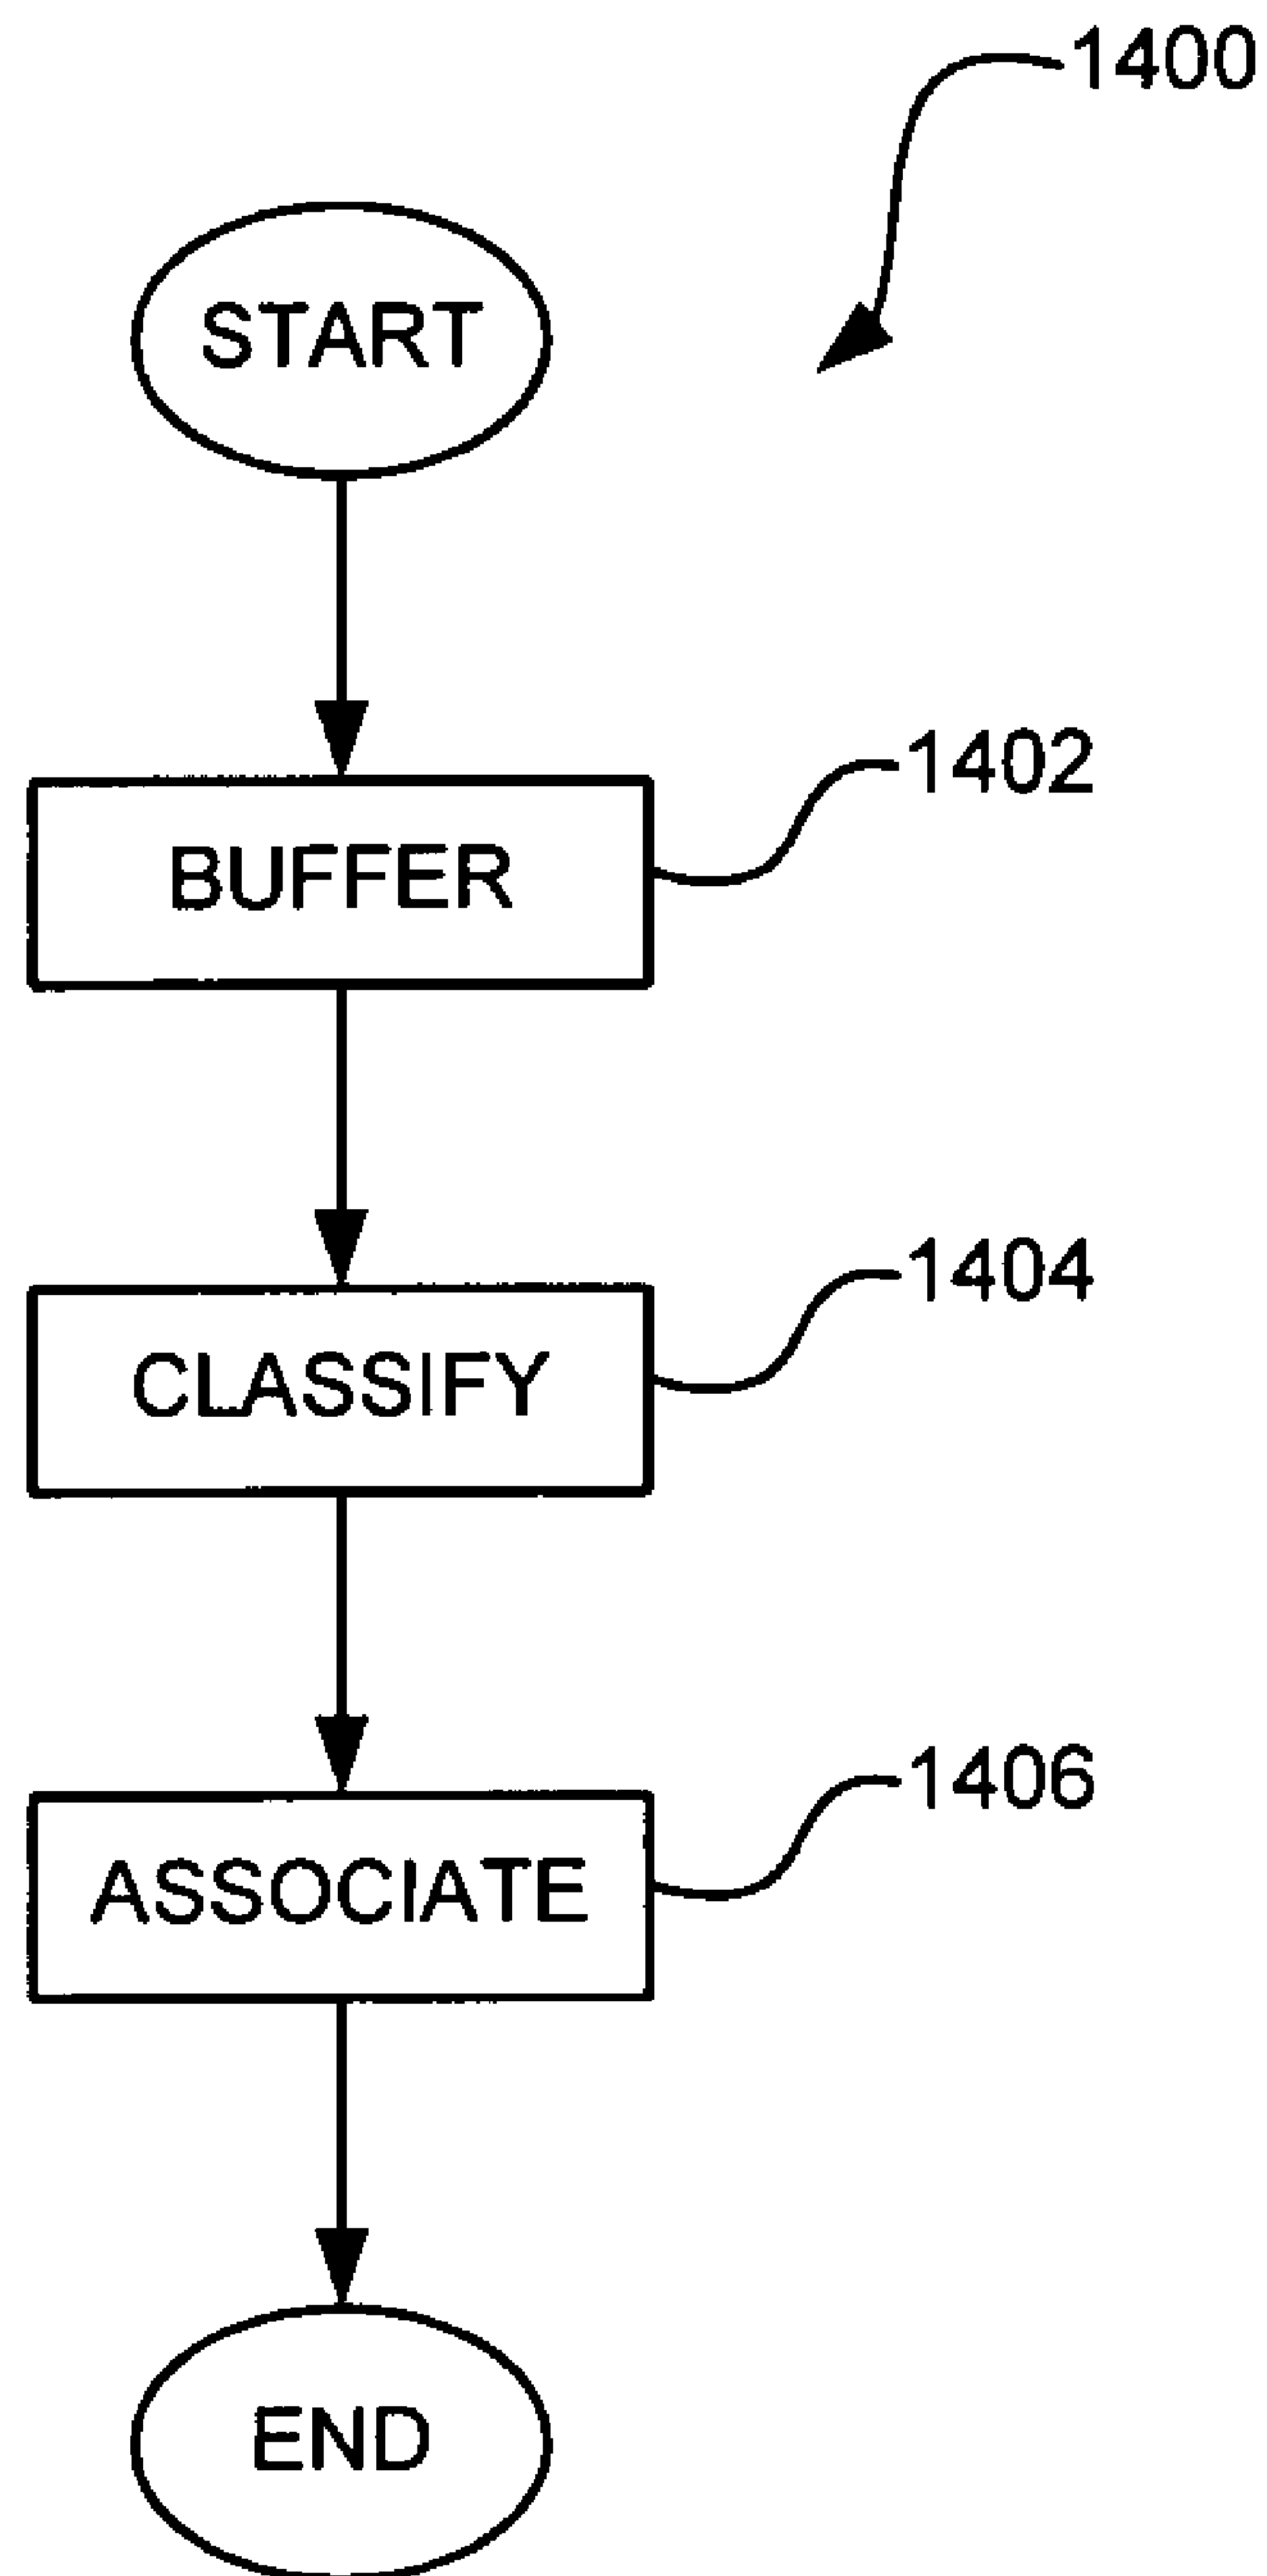 1400
START
1402
BUFFER
1404
CLASSIFY
1406
ASSOCIATE
END